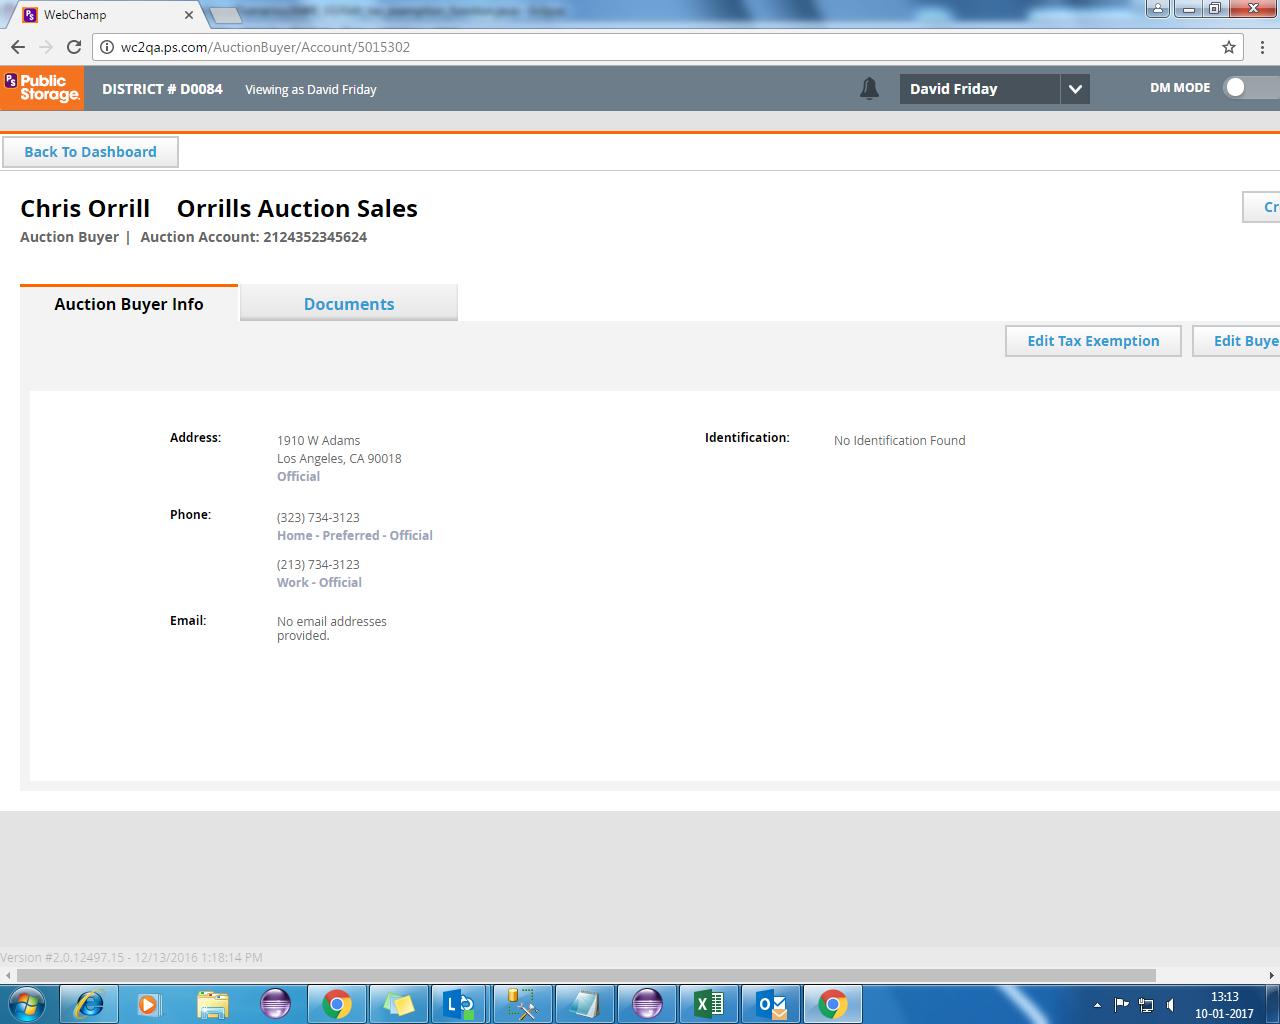 WebChamp
wc2qa.ps.com/AuctionBuyer/Account/5015302
PS Public Storage.
DISTRICT # D0084
Viewing as David Friday
David Friday
DM MODE
Back To Dashboard
Chris Orrill Orrills Auction Sales
Cr
Auction Buyer | Auction Account: 2124352345624
Auction Buyer Info
Documents
Edit Tax Exemption
Edit Buye
Address:
1910 W Adams
Los Angeles, CA 90018
Official
Identification:
No Identification Found
Phone:
(323) 734-3123
Home - Preferred - Official
(213) 734-3123
Work - Official
Email:
No email addresses
provided.
Version #2.0.12497.15 - 12/13/2016 1:18:14 PM
13:13
10-01-2017